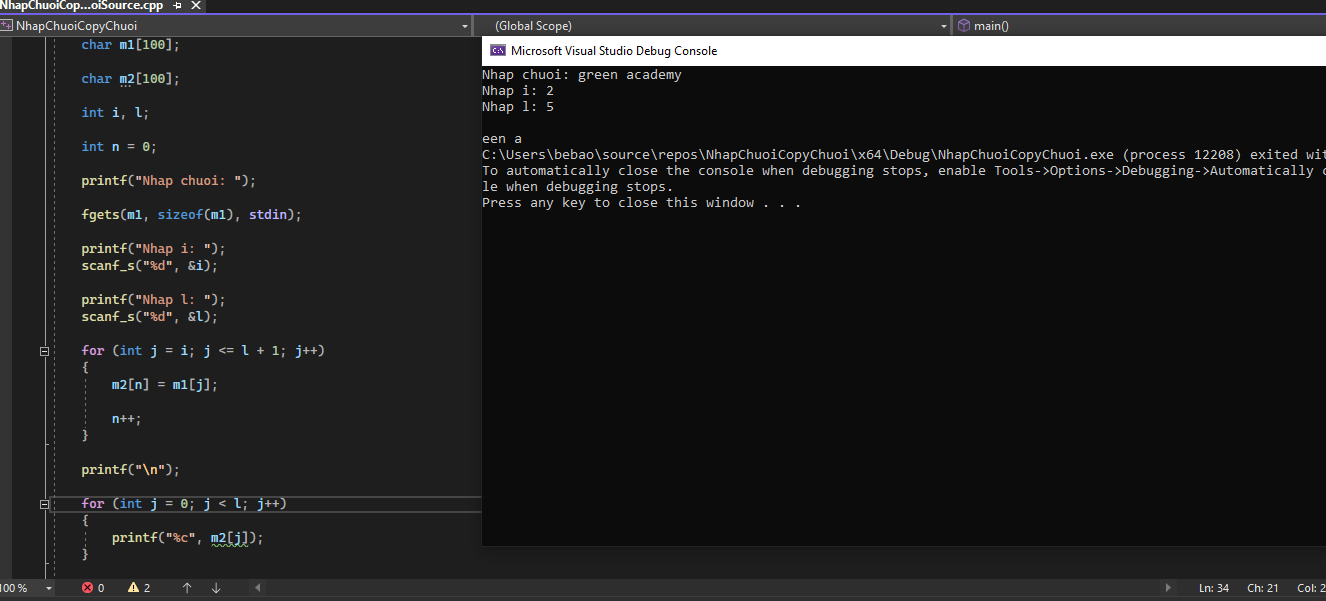 NhapChuoiCop...oiSource.cpp
NhapChuoiCopyChuoi (Global Scope) main()
char m1[100];
char m2[100];
int i, l;
int n = 0;
printf("Nhap chuoi: ");
fgets(m1, sizeof(m1), stdin);
printf("Nhap i: ");
scanf_s("%d", &i);
printf("Nhap l: ");
scanf_s("%d", &l);
for (int j = i; j <= l + 1; j++)
{
m2[n] = m1[j];
n++;
}
printf("\n");
for (int j = 0; j < l; j++)
{
printf("%c", m2[j]);
}
Microsoft Visual Studio Debug Console
Nhap chuoi: green academy
Nhap i: 2
Nhap l: 5
een a
C:\Users\bebao\source\repos\NhapChuoiCopyChuoi\x64\Debug\NhapChuoiCopyChuoi.exe (process 12208) exited wit
To automatically close the console when debugging stops, enable Tools->Options->Debugging->Automatically c
le when debugging stops.
Press any key to close this window . . .
100 % 0 2 Ln: 34 Ch: 21 Col: 2